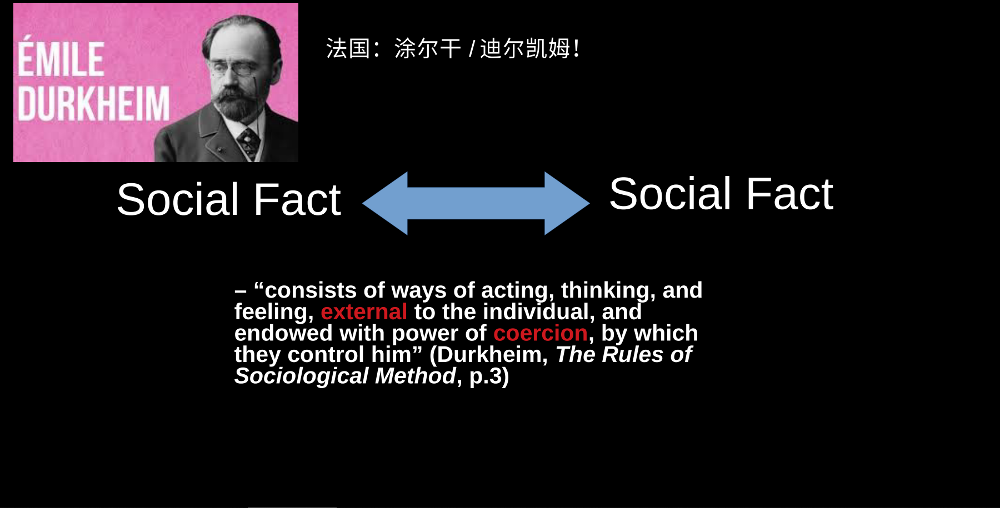 ÉMILE
DURKHEIM
法国：涂尔干 / 迪尔凯姆！
Social Fact
Social Fact
– “consists of ways of acting, thinking, and
feeling, external to the individual, and
endowed with power of coercion, by which
they control him” (Durkheim, The Rules of
Sociological Method, p.3)